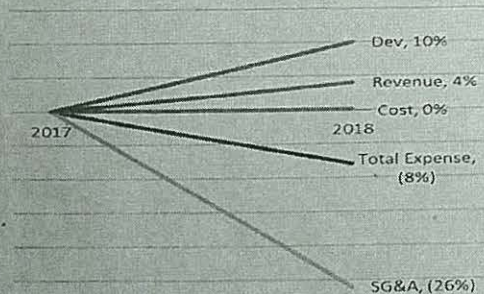 Dev, 10%
Revenue, 4%
Cost, 0%
2017
2018
Total Expense,
(8%)
SG&A, (26%)